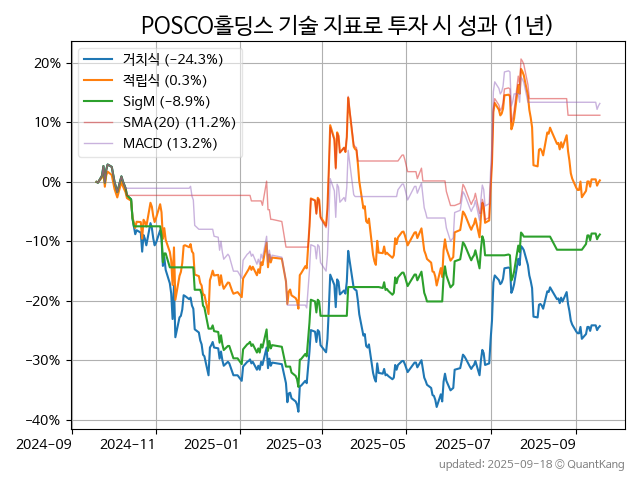 POSCO홀딩스 기술 지표로 투자 시 성과 (1년)
거치식 (−24.3%)
적립식 (0.3%)
SigM (−8.9%)
SMA(20) (11.2%)
MACD (13.2%)
20%
10%
0%
−10%
−20%
−30%
−40%
2024-09 2024-11 2025-01 2025-03 2025-05 2025-07 2025-09
updated: 2025-09-18 ⓒ QuantKang